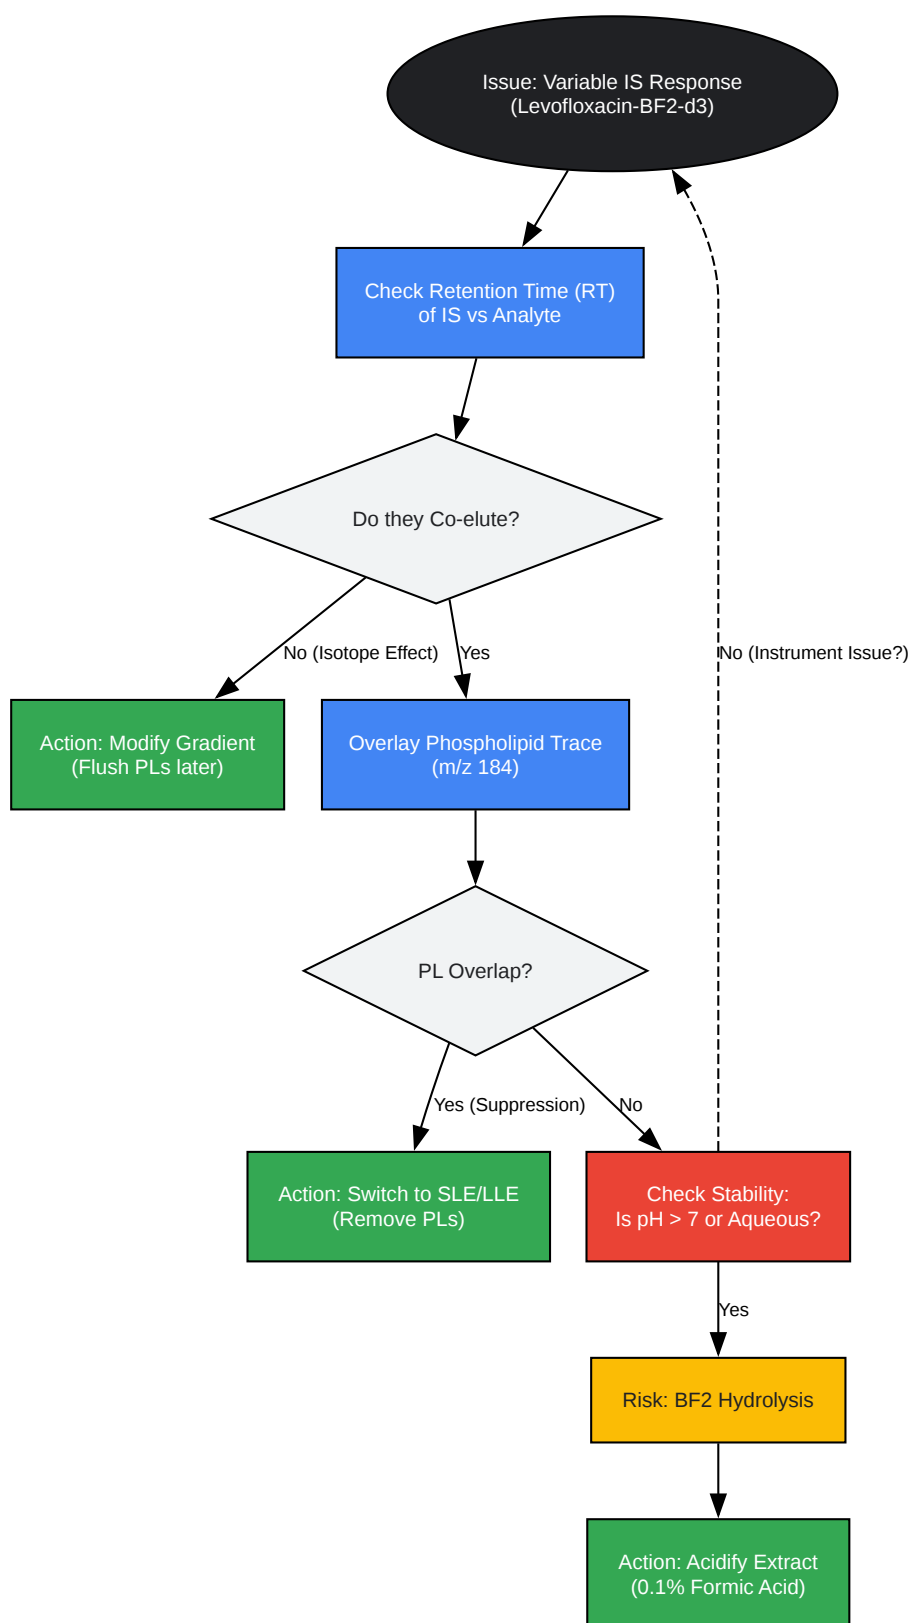 Issue: Variable IS Response
(Levofloxacin-BF2-d3)
Check Retention Time (RT)
of IS vs Analyte
Do they Co-elute?
No (Isotope Effect)
Yes
No (Instrument Issue?)
Action: Modify Gradient
(Flush PLs later)
Overlay Phospholipid Trace
(m/z 184)
PL Overlap?
Yes (Suppression)
No
Action: Switch to SLE/LLE
(Remove PLs)
Check Stability:
Is pH > 7 or Aqueous?
Yes
Risk: BF2 Hydrolysis
Action: Acidify Extract
(0.1% Formic Acid)